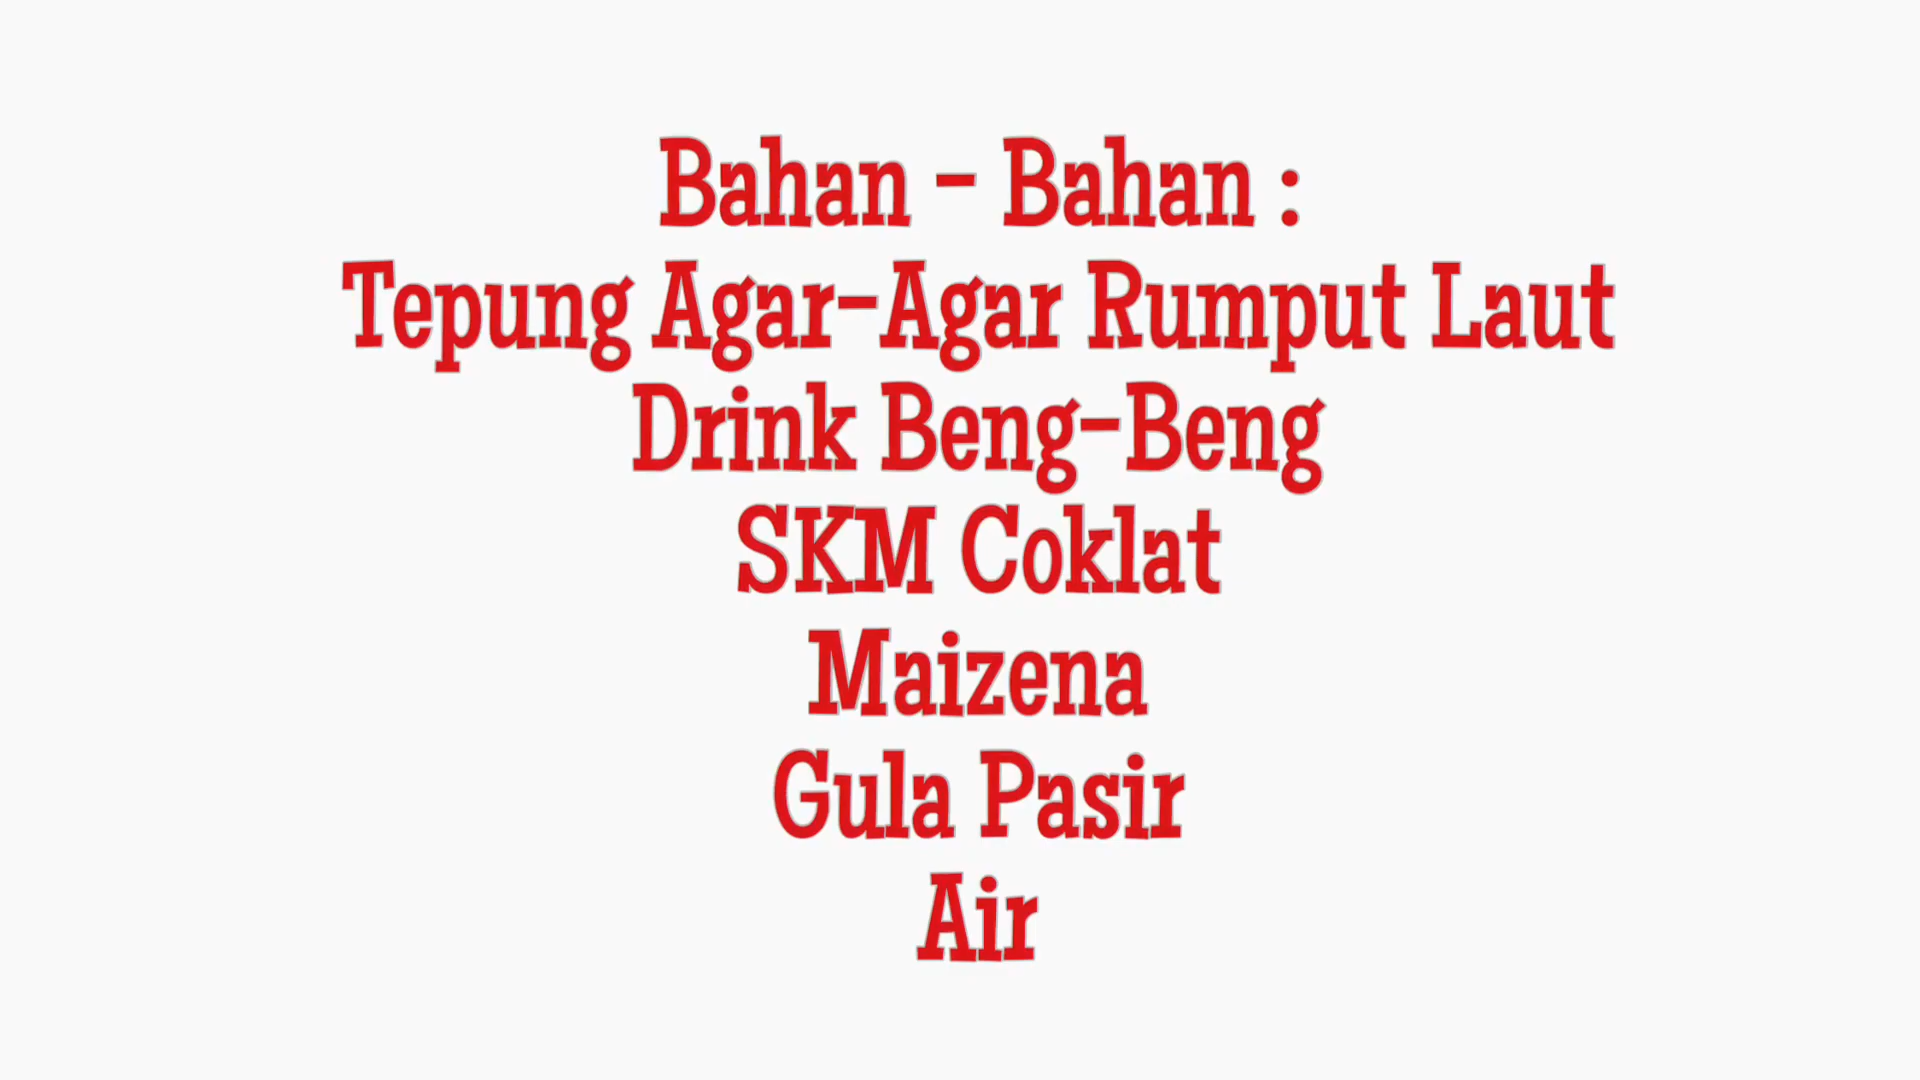 Bahan - Bahan :
Tepung Agar-Agar Rumput Laut
Drink Beng-Beng
SKM Coklat
Maizena
Gula Pasir
Air